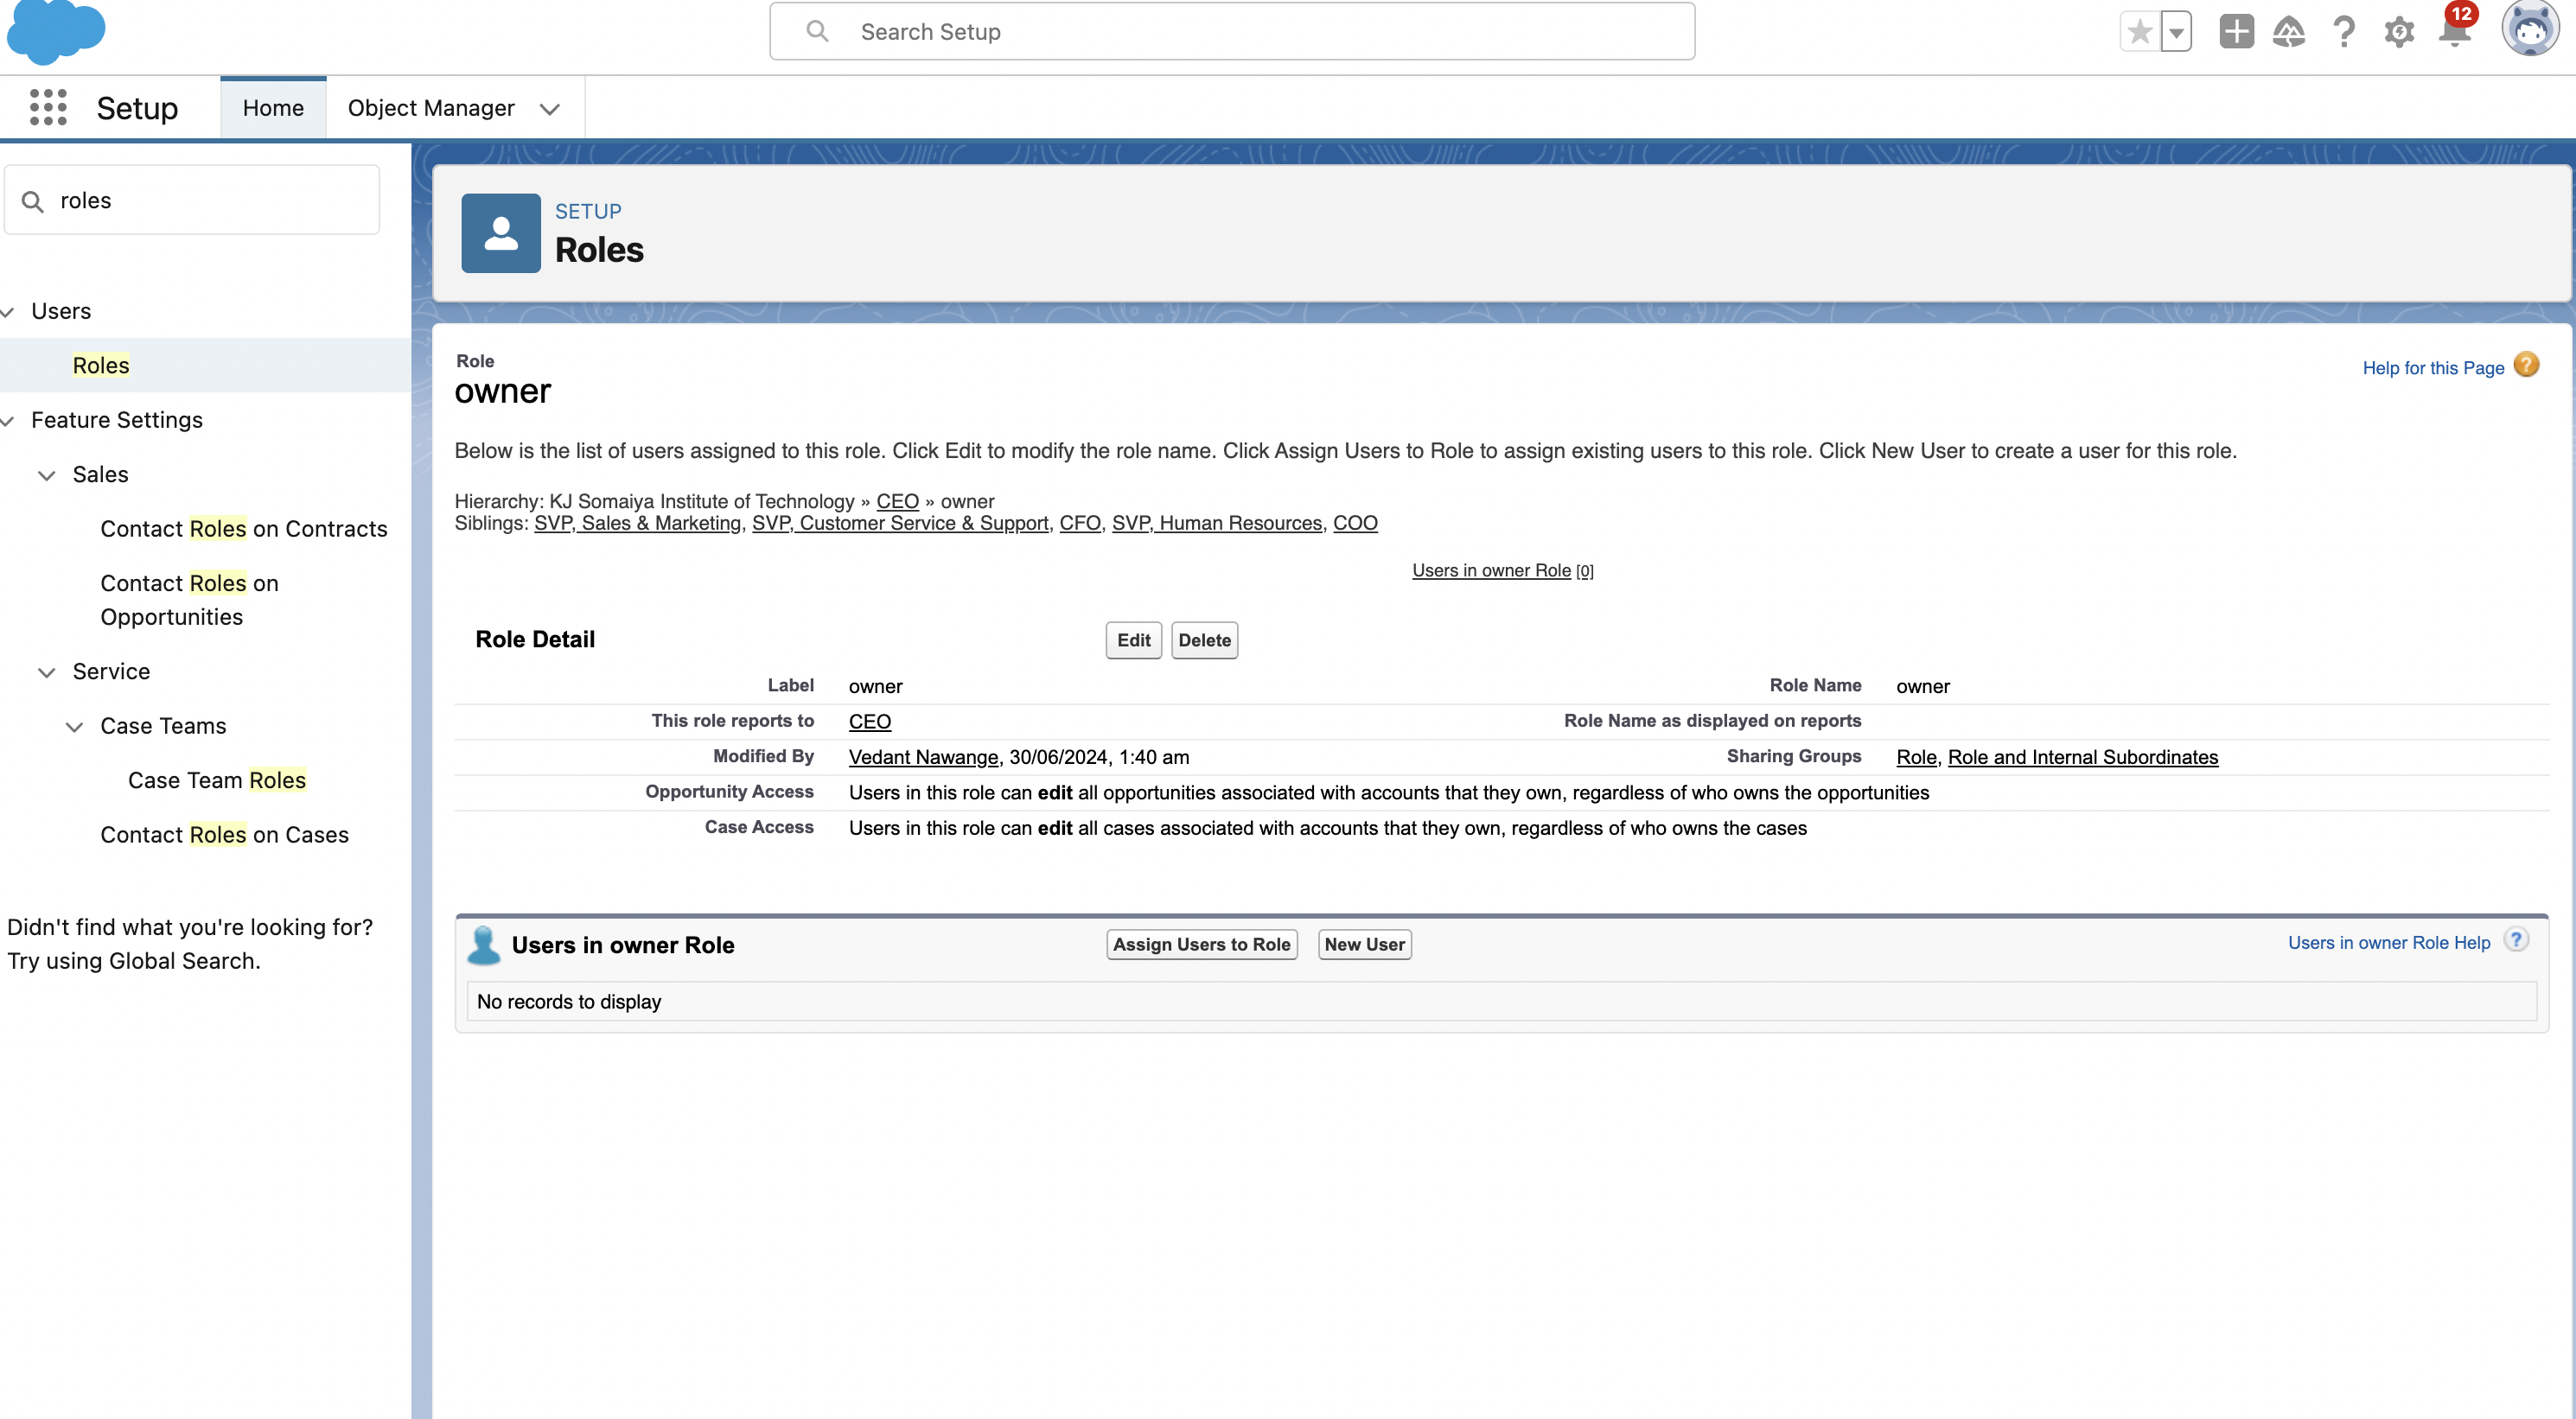 Search Setup
12
Setup
Home
Object Manager
roles
Users
Roles
Feature Settings
Sales
Contact Roles on Contracts
Contact Roles on
Opportunities
Service
Case Teams
Case Team Roles
Contact Roles on Cases
Didn't find what you're looking for?
Try using Global Search.
SETUP
Roles
Role
owner
Help for this Page ?
Below is the list of users assigned to this role. Click Edit to modify the role name. Click Assign Users to Role to assign existing users to this role. Click New User to create a user for this role.
Hierarchy: KJ Somaiya Institute of Technology » CEO » owner
Siblings: SVP, Sales & Marketing, SVP, Customer Service & Support, CFO, SVP, Human Resources, COO
Users in owner Role [0]
Role Detail Edit Delete
Label owner Role Name owner
This role reports to CEO Role Name as displayed on reports
Modified By Vedant Nawange, 30/06/2024, 1:40 am Sharing Groups Role, Role and Internal Subordinates
Opportunity Access Users in this role can edit all opportunities associated with accounts that they own, regardless of who owns the opportunities
Case Access Users in this role can edit all cases associated with accounts that they own, regardless of who owns the cases
Users in owner Role Assign Users to Role New User Users in owner Role Help ?
No records to display